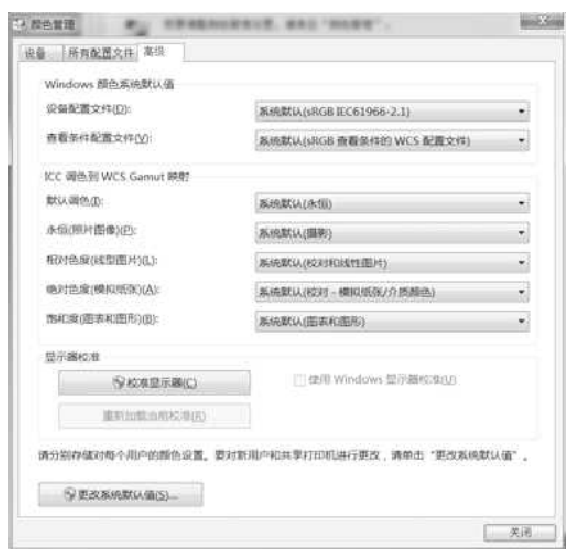 颜色管理
设备 所有配置文件 高级
Windows 颜色系统默认值
设备配置文件(D): 系统默认(sRGB IEC61966-2.1)
查看条件配置文件(V): 系统默认(sRGB 查看条件的 WCS 配置文件)
ICC 调色到 WCS Gamut 映射
默认调色(I): 系统默认(永恒)
永恒(照片图像)(P): 系统默认(摄影)
相对色度(线型图片)(L): 系统默认(校对和线性图片)
绝对色度(模拟纸张)(A): 系统默认(校对 - 模拟纸张/介质颜色)
饱和度(图表和图形)(B): 系统默认(图表和图形)
显示器校准
校准显示器(C) 使用 Windows 显示器校准(U)
重新加载当前校准(R)
请分别存储对每个用户的颜色设置。要对新用户和共享打印机进行更改，请单击“更改系统默认值”。
更改系统默认值(S)...
关闭